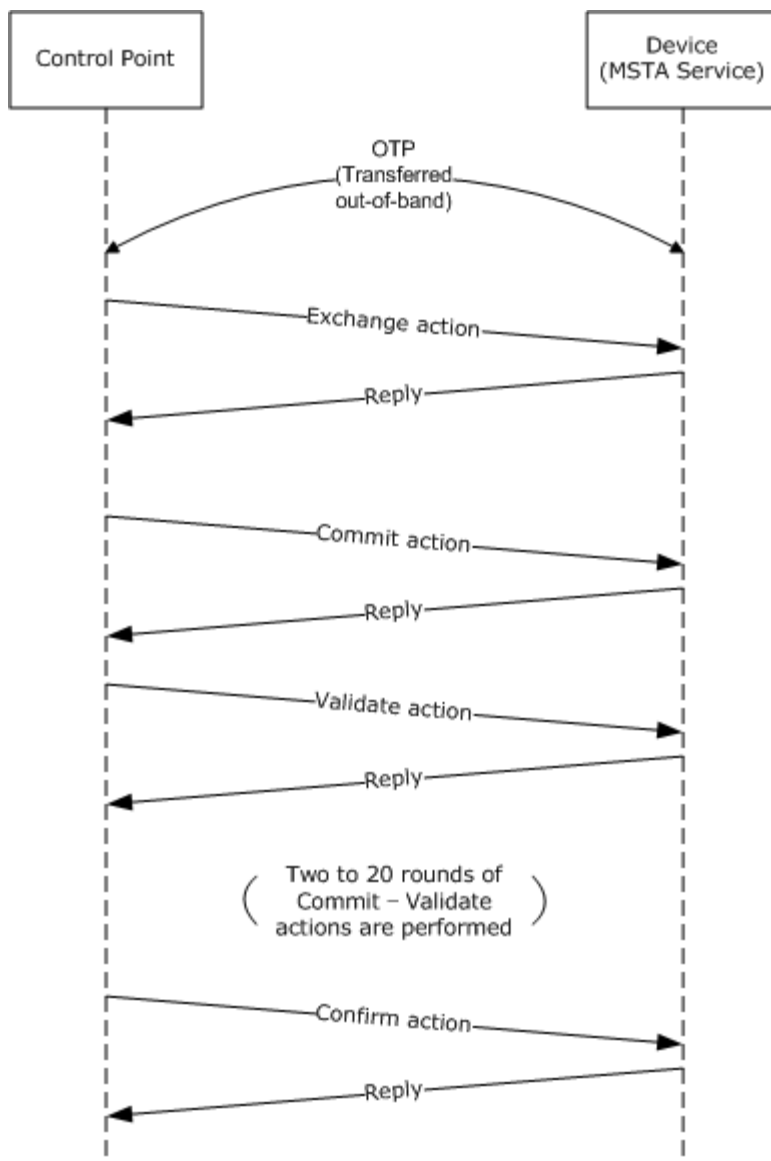 Control Point
Device
(MSTA Service)
OTP
(Transferred
out-of-band)
Exchange action
Reply
Commit action
Reply
Validate action
Reply
( Two to 20 rounds of
Commit – Validate
actions are performed )
Confirm action
Reply